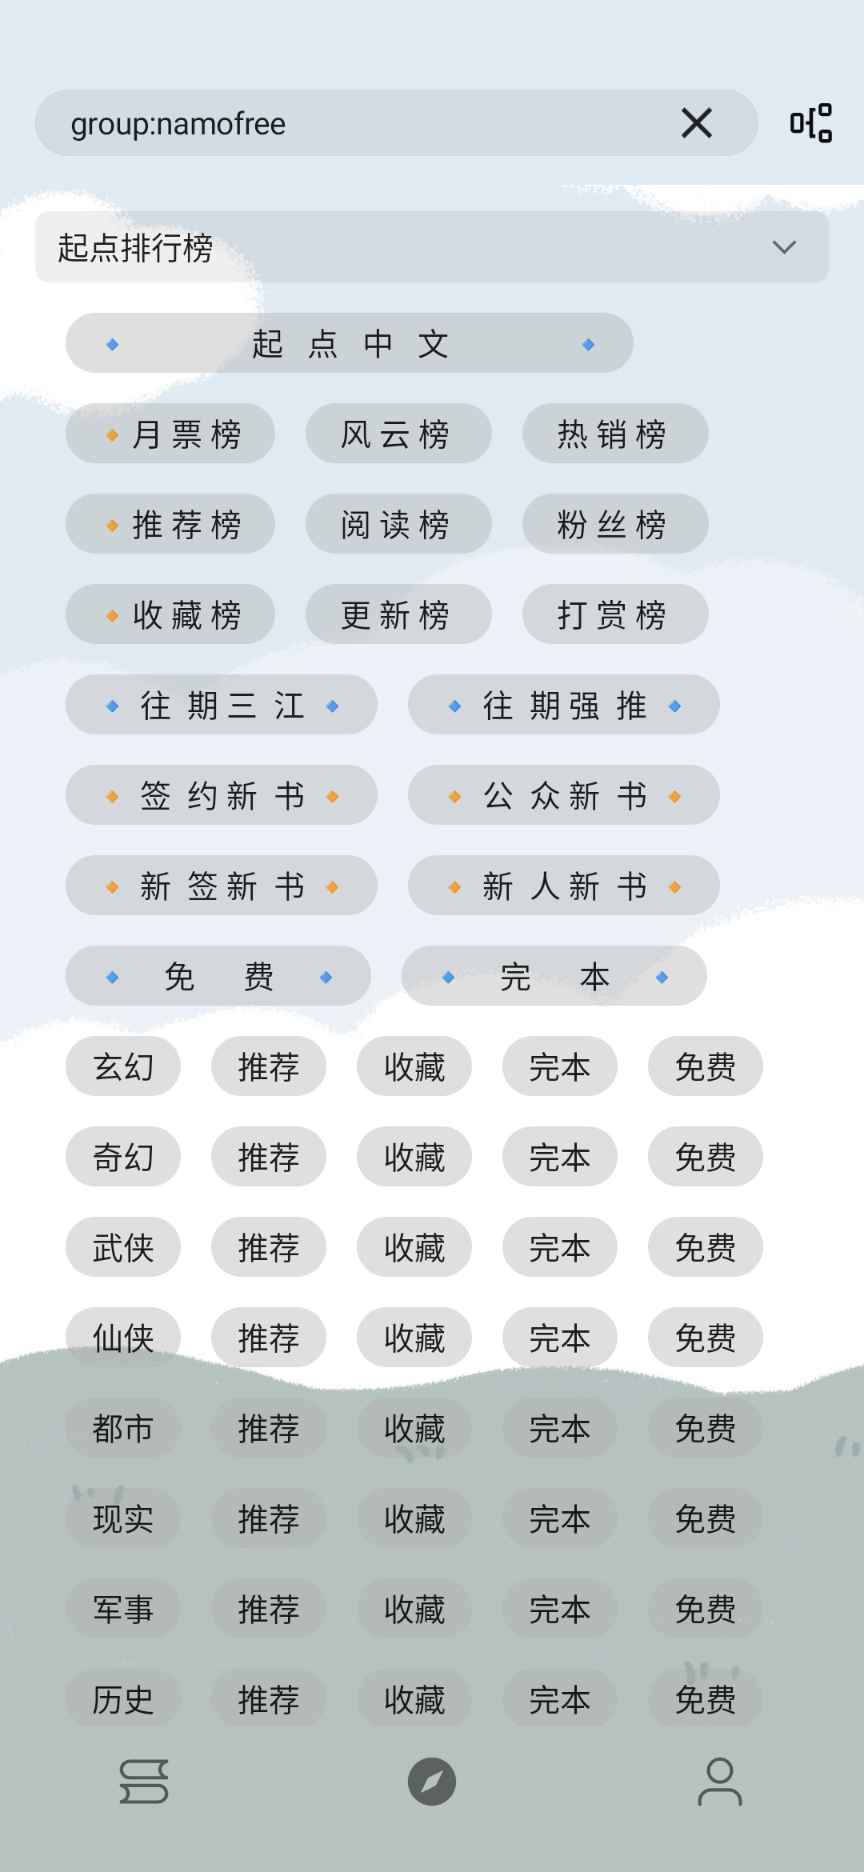 group:namofree
起点排行榜
🔹 起 点 中 文 🔹
🔸月票榜 风云榜 热销榜
🔸推荐榜 阅读榜 粉丝榜
🔸收藏榜 更新榜 打赏榜
🔹 往 期 三 江 🔹 🔹 往 期 强 推 🔹
🔸 签 约 新 书 🔸 🔸 公 众 新 书 🔸
🔸 新 签 新 书 🔸 🔸 新 人 新 书 🔸
🔹 免 费 🔹 🔹 完 本 🔹
玄幻 推荐 收藏 完本 免费
奇幻 推荐 收藏 完本 免费
武侠 推荐 收藏 完本 免费
仙侠 推荐 收藏 完本 免费
都市 推荐 收藏 完本 免费
现实 推荐 收藏 完本 免费
军事 推荐 收藏 完本 免费
历史 推荐 收藏 完本 免费